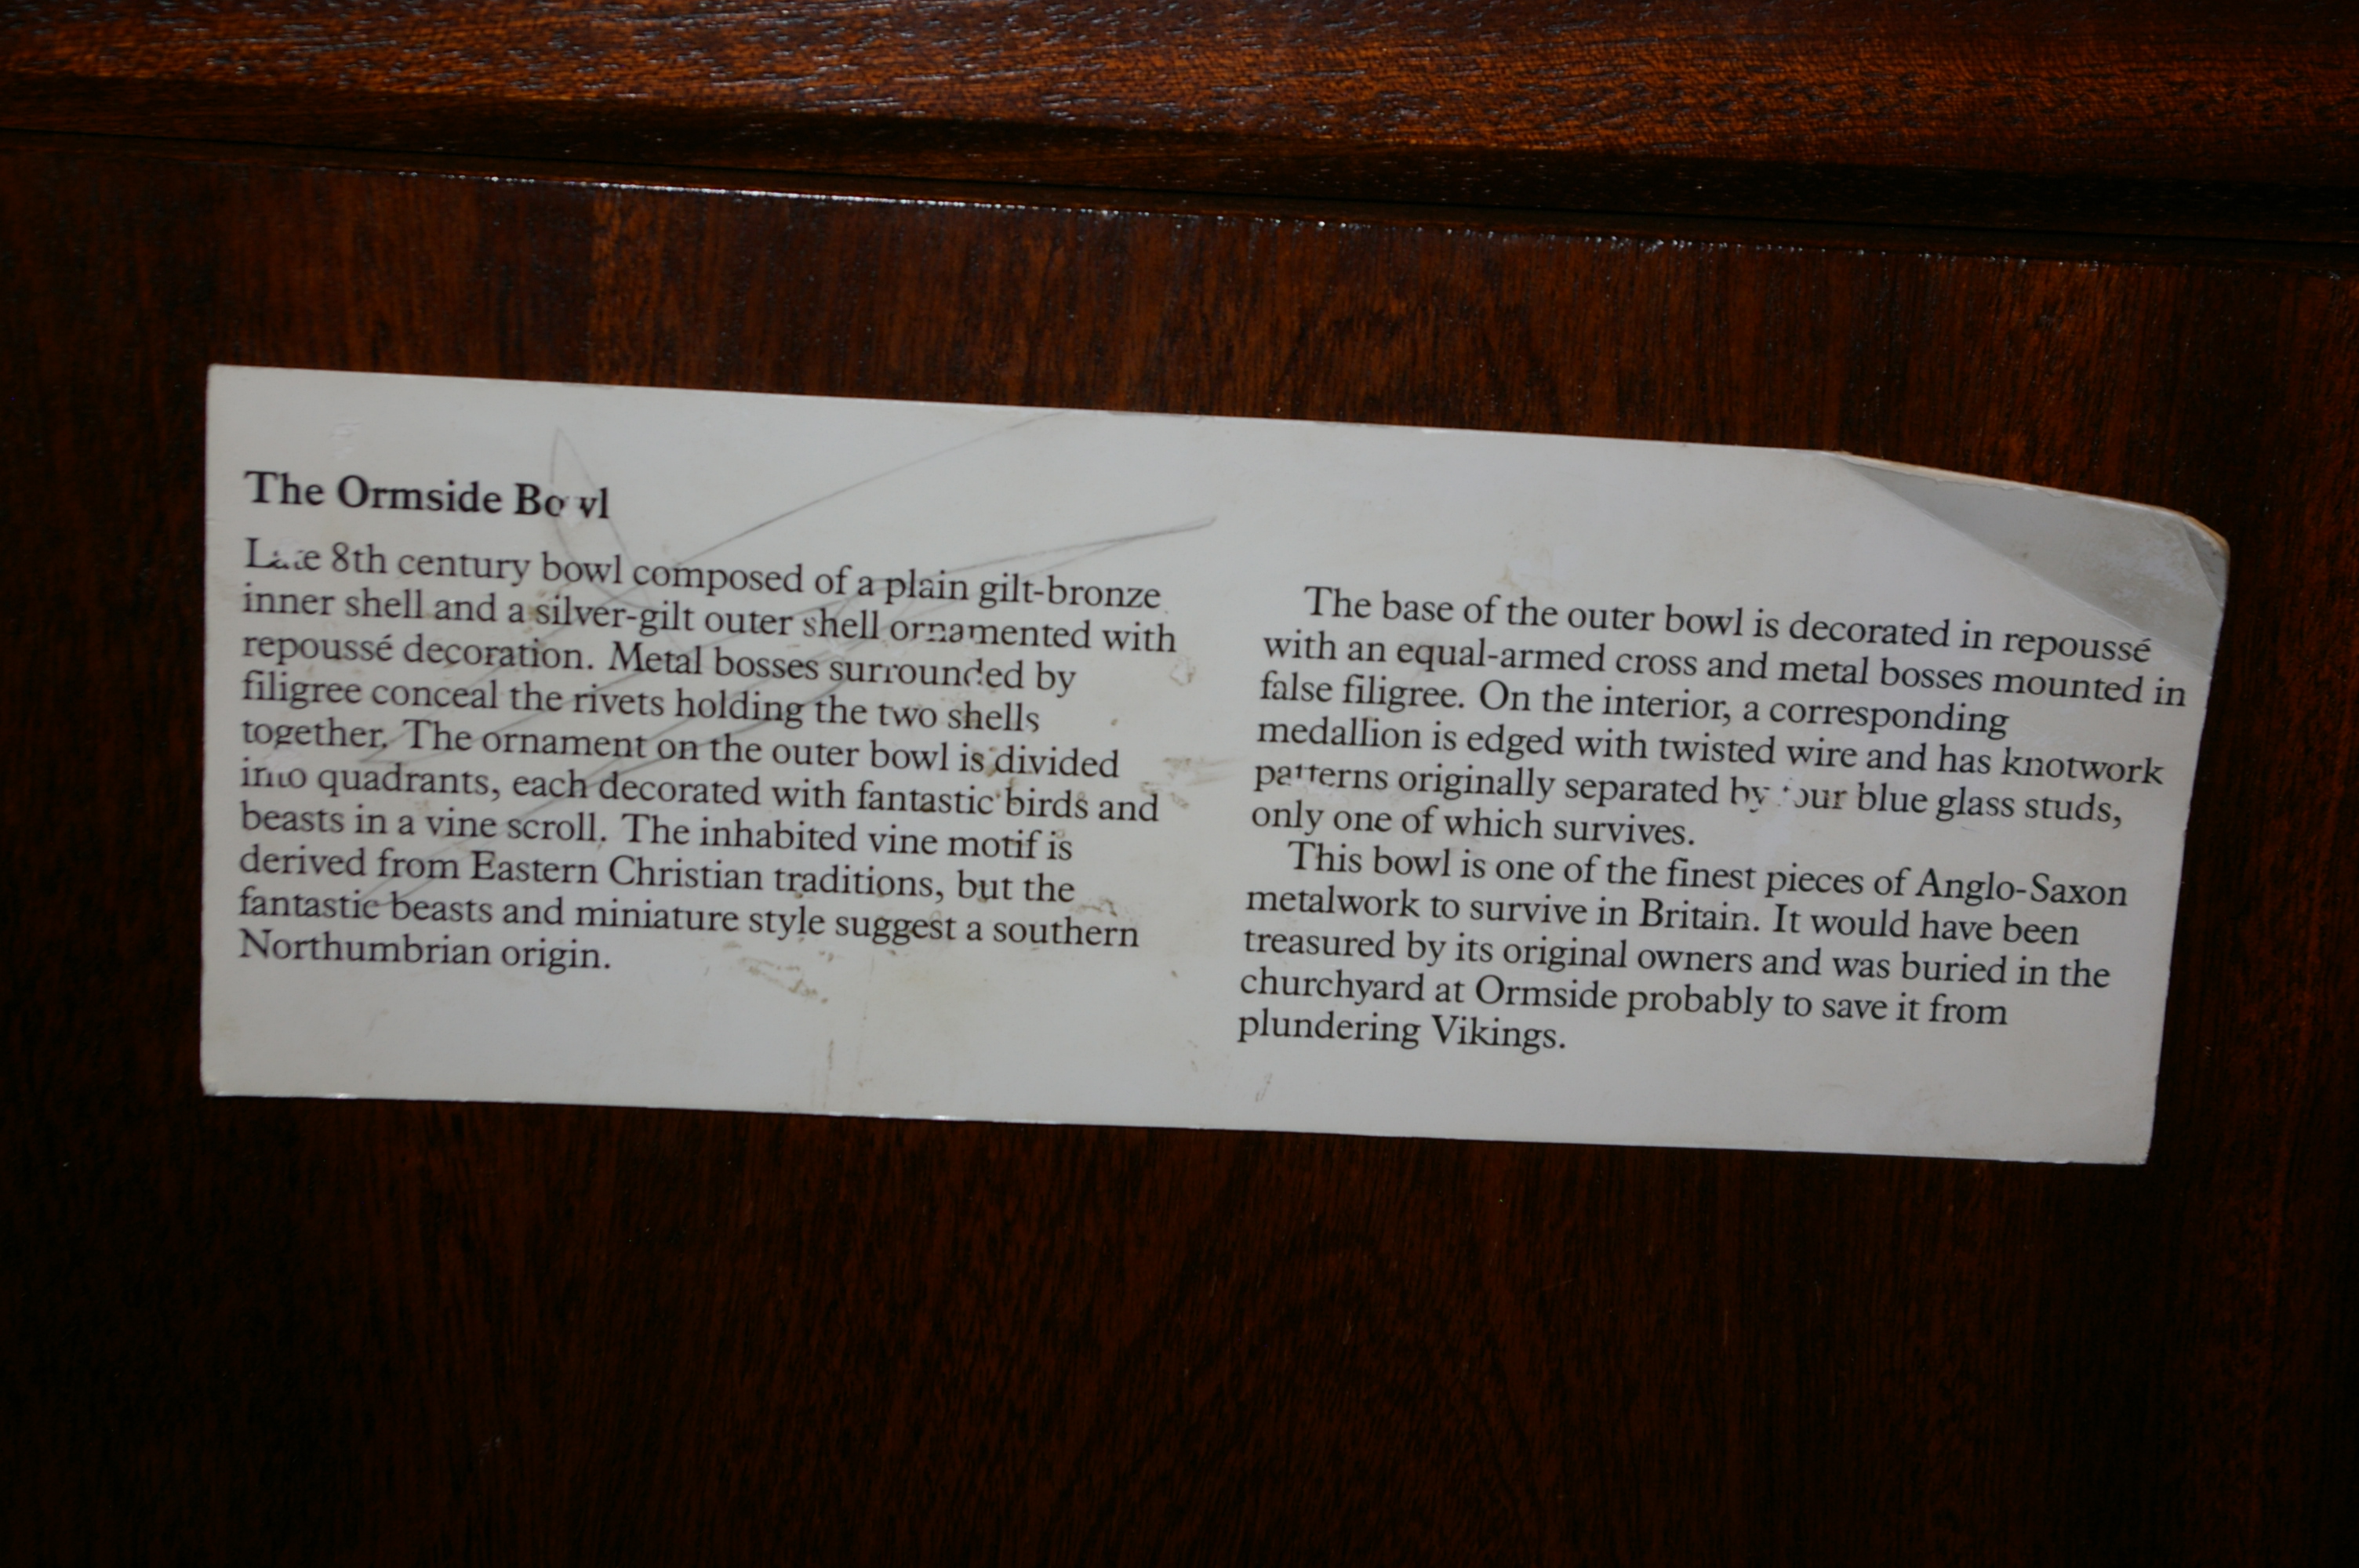 The Ormside Bowl
Late 8th century bowl composed of a plain gilt-bronze
inner shell and a silver-gilt outer shell ornamented with
repoussé decoration. Metal bosses surrounded by
filigree conceal the rivets holding the two shells
together. The ornament on the outer bowl is divided
into quadrants, each decorated with fantastic birds and
beasts in a vine scroll. The inhabited vine motif is
derived from Eastern Christian traditions, but the
fantastic beasts and miniature style suggest a southern
Northumbrian origin.
The base of the outer bowl is decorated in repoussé
with an equal-armed cross and metal bosses mounted in
false filigree. On the interior, a corresponding
medallion is edged with twisted wire and has knotwork
patterns originally separated by four blue glass studs,
only one of which survives.
This bowl is one of the finest pieces of Anglo-Saxon
metalwork to survive in Britain. It would have been
treasured by its original owners and was buried in the
churchyard at Ormside probably to save it from
plundering Vikings.